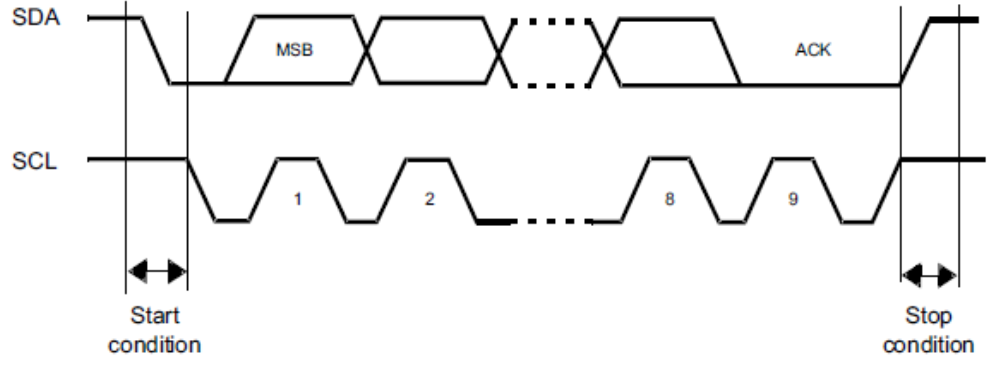 SDA
MSB
ACK
SCL
1
2
8
9
Start
condition
Stop
condition